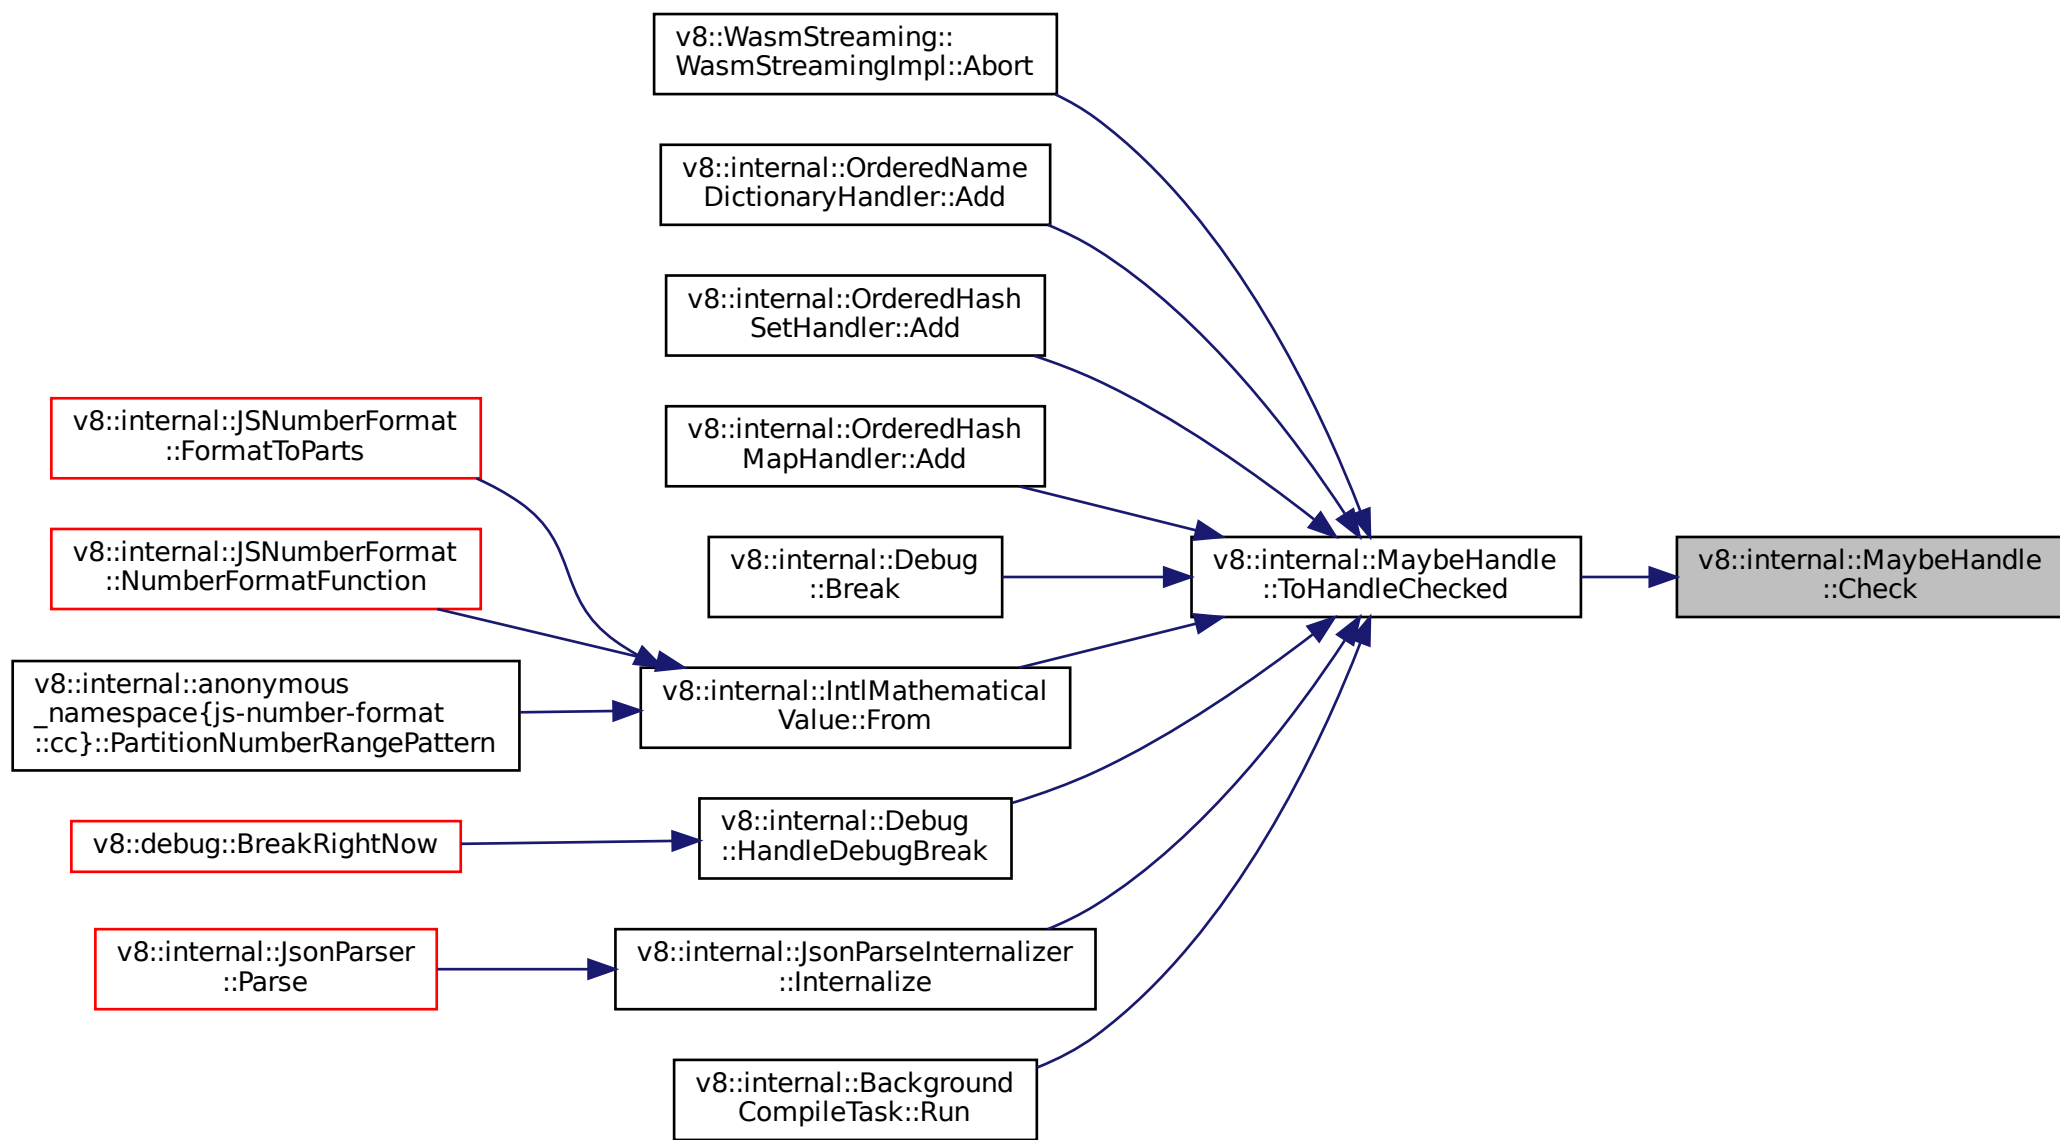 v8::WasmStreaming::
WasmStreamingImpl::Abort
v8::internal::OrderedName
DictionaryHandler::Add
v8::internal::OrderedHash
SetHandler::Add
v8::internal::OrderedHash
MapHandler::Add
v8::internal::Debug
::Break
v8::internal::MaybeHandle
::ToHandleChecked
v8::internal::MaybeHandle
::Check
v8::internal::JSNumberFormat
::FormatToParts
v8::internal::JSNumberFormat
::NumberFormatFunction
v8::internal::anonymous
_namespace{js-number-format
::cc}::PartitionNumberRangePattern
v8::internal::IntlMathematical
Value::From
v8::debug::BreakRightNow
v8::internal::Debug
::HandleDebugBreak
v8::internal::JsonParser
::Parse
v8::internal::JsonParseInternalizer
::Internalize
v8::internal::Background
CompileTask::Run